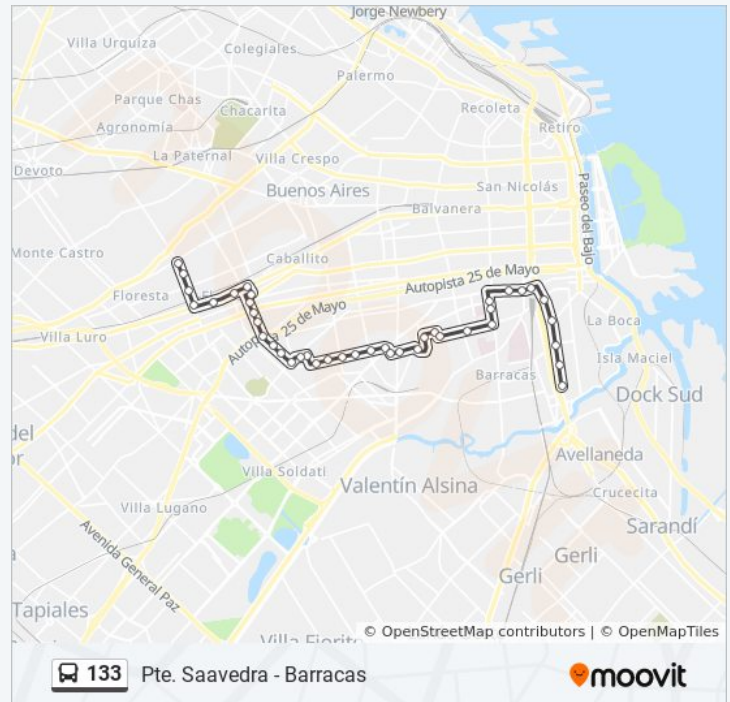 Jorge Newbery
Villa Urquiza
Colegiales
Palermo
Parque Chas
Chacarita
Recoleta
Agronomía
Retiro
La Paternal
Villa Crespo
Devoto
Buenos Aires
San Nicolás
Paseo del Bajo
Balvanera
Monte Castro
Caballito
Floresta
Autopista 25 de Mayo
Autopista 25 de Mayo
La Boca
Villa Luro
Isla Maciel
Barracas
Dock Sud
Avellaneda
Villa Soldati
Valentín Alsina
Crucecita
Villa Lugano
Sarandí
Avenida General Paz
Gerli
Gerli
Tapiales
© OpenStreetMap contributors | © OpenMapTiles
Villa Fiorito
133 Pte. Saavedra - Barracas
moovit